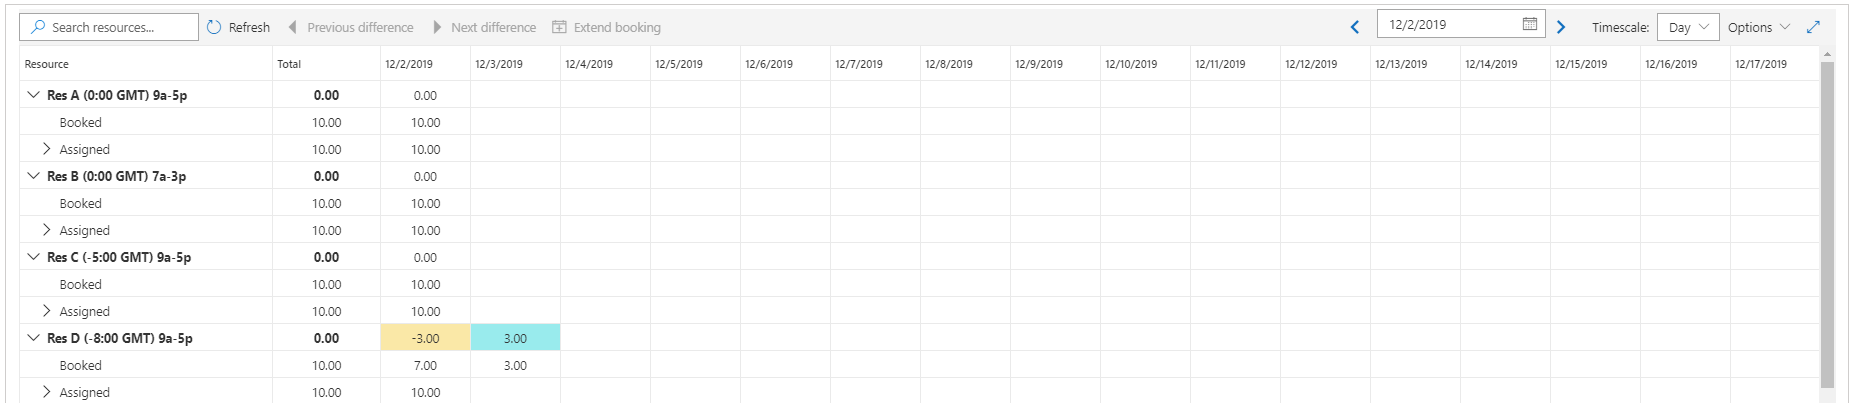 Search resources... Refresh Previous difference Next difference Extend booking 12/2/2019 Timescale: Day Options
Resource Total 12/2/2019 12/3/2019 12/4/2019 12/5/2019 12/6/2019 12/7/2019 12/8/2019 12/9/2019 12/10/2019 12/11/2019 12/12/2019 12/13/2019 12/14/2019 12/15/2019 12/16/2019 12/17/2019
Res A (0:00 GMT) 9a-5p 0.00 0.00
Booked 10.00 10.00
Assigned 10.00 10.00
Res B (0:00 GMT) 7a-3p 0.00 0.00
Booked 10.00 10.00
Assigned 10.00 10.00
Res C (-5:00 GMT) 9a-5p 0.00 0.00
Booked 10.00 10.00
Assigned 10.00 10.00
Res D (-8:00 GMT) 9a-5p 0.00 -3.00 3.00
Booked 10.00 7.00 3.00
Assigned 10.00 10.00